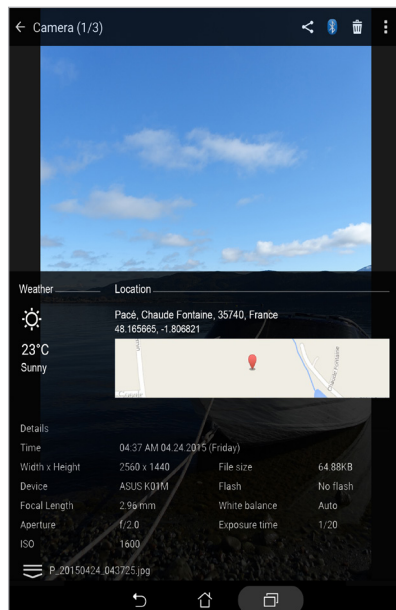 Camera (1/3)
Weather Location
Pacé, Chaude Fontaine, 35740, France
48.165665, -1.806821
23°C
Sunny
Chaude Fontaine
Google
Details
Time 04:37 AM 04.24.2015 (Friday)
Width x Height 2560 x 1440 File size 64.88KB
Device ASUS K01M Flash No flash
Focal Length 2.96 mm White balance Auto
Aperture f/2.0 Exposure time 1/20
ISO 1600
P_20150424_043725.jpg